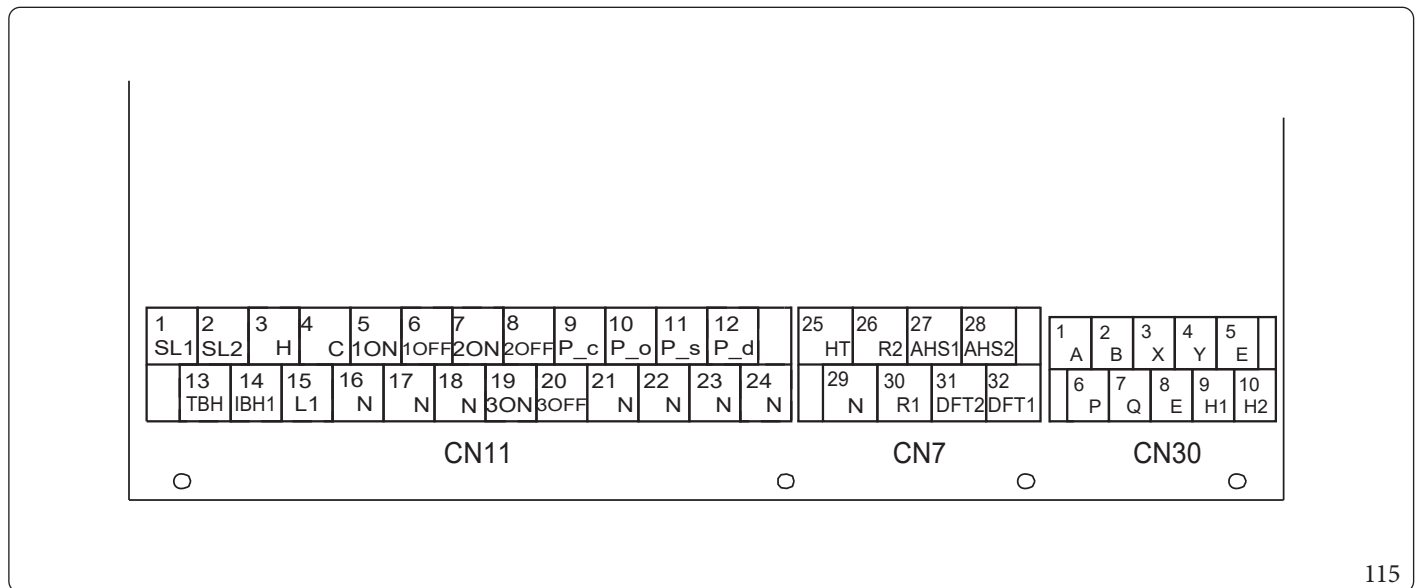 1 2 3 4 5 6 7 8 9 10 11 12
SL1 SL2 H C 1ON 1OFF 2ON 2OFF P_c P_o P_s P_d
13 14 15 16 17 18 19 20 21 22 23 24
TBH IBH1 L1 N N N 3ON 3OFF N N N N
CN11
25 26 27 28
HT R2 AHS1 AHS2
29 30 31 32
N R1 DFT2 DFT1
CN7
1 2 3 4 5
A B X Y E
6 7 8 9 10
P Q E H1 H2
CN30
115